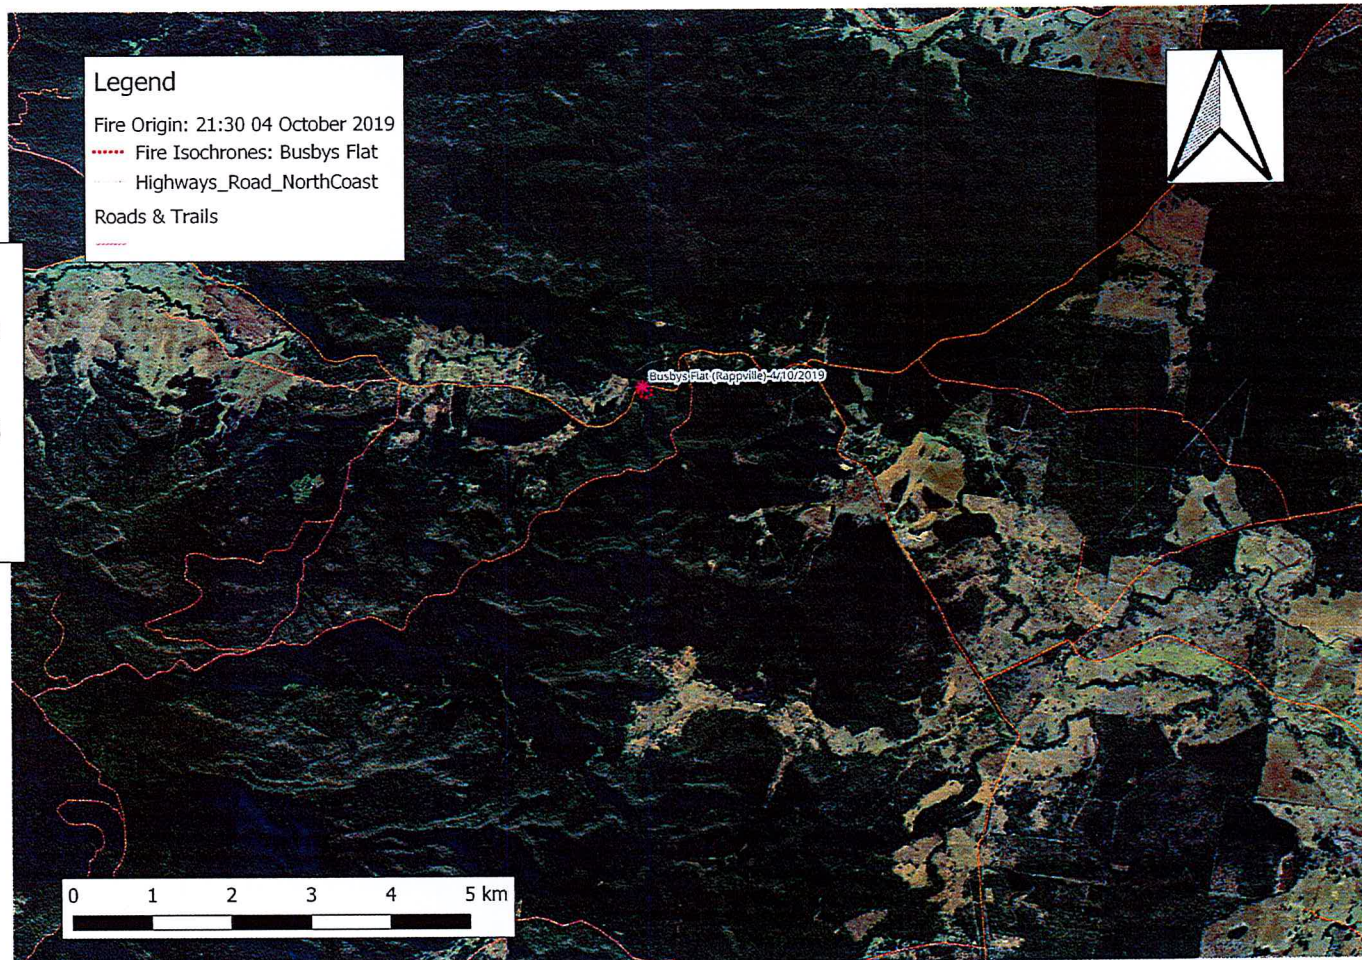 Legend
Fire Origin: 21:30 04 October 2019
Fire Isochrones: Busbys Flat
Highways_Road_NorthCoast
Roads & Trails
Busbys Flat (Rappville)-4/10/2019
0 1 2 3 4 5 km